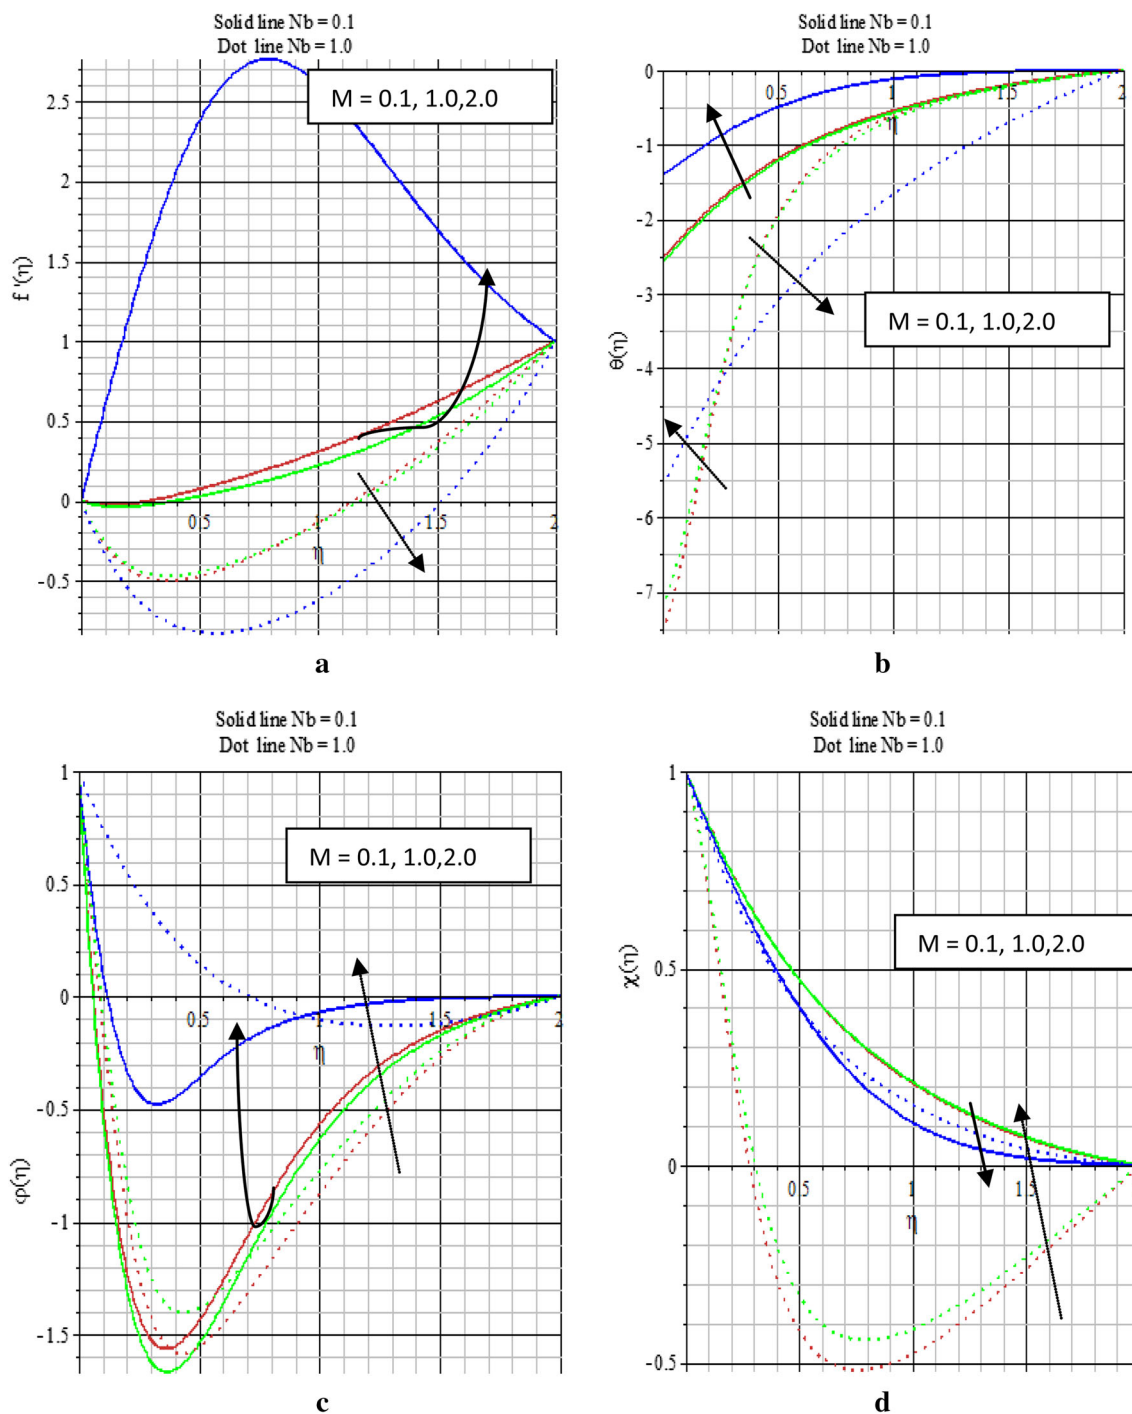 Solid line Nb = 0.1
Dot line Nb = 1.0
M = 0.1, 1.0,2.0
2.5
2
1.5
1
0.5
0
-0.5
0.5
1
1.5
2
f '(η)
η
a
Solid line Nb = 0.1
Dot line Nb = 1.0
0
-1
-2
-3
-4
-5
-6
-7
0.5
1
1.5
2
η
θ(η)
M = 0.1, 1.0,2.0
b
Solid line Nb = 0.1
Dot line Nb = 1.0
M = 0.1, 1.0,2.0
1
0.5
0
-0.5
-1
-1.5
0.5
1
1.5
2
η
φ(η)
c
Solid line Nb = 0.1
Dot line Nb = 1.0
M = 0.1, 1.0,2.0
1
0.5
0
-0.5
0.5
1
1.5
2
η
χ(η)
d